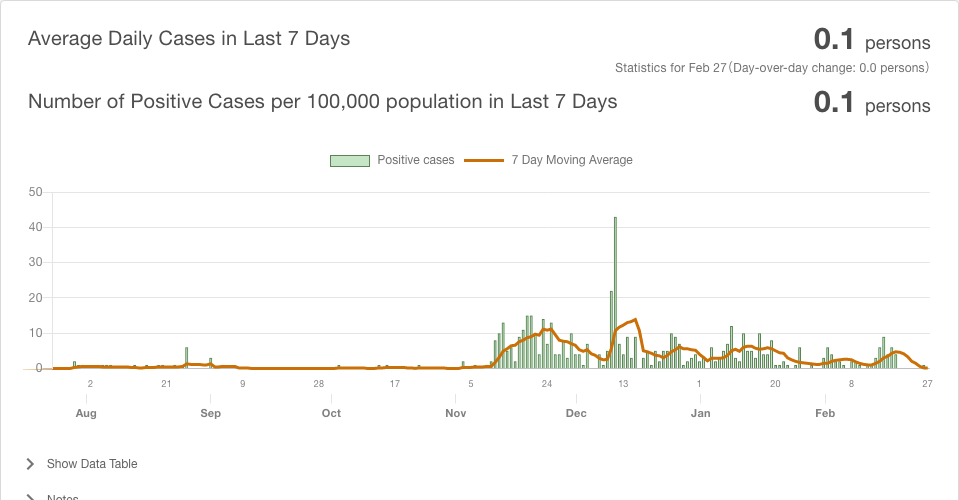 Average Daily Cases in Last 7 Days
0.1 persons
Statistics for Feb 27(Day-over-day change: 0.0 persons)
Number of Positive Cases per 100,000 population in Last 7 Days
0.1 persons
Positive cases 7 Day Moving Average
50
40
30
20
10
0
2 21 9 28 17 5 24 13 1 20 8 27
Aug Sep Oct Nov Dec Jan Feb
Show Data Table
Notes